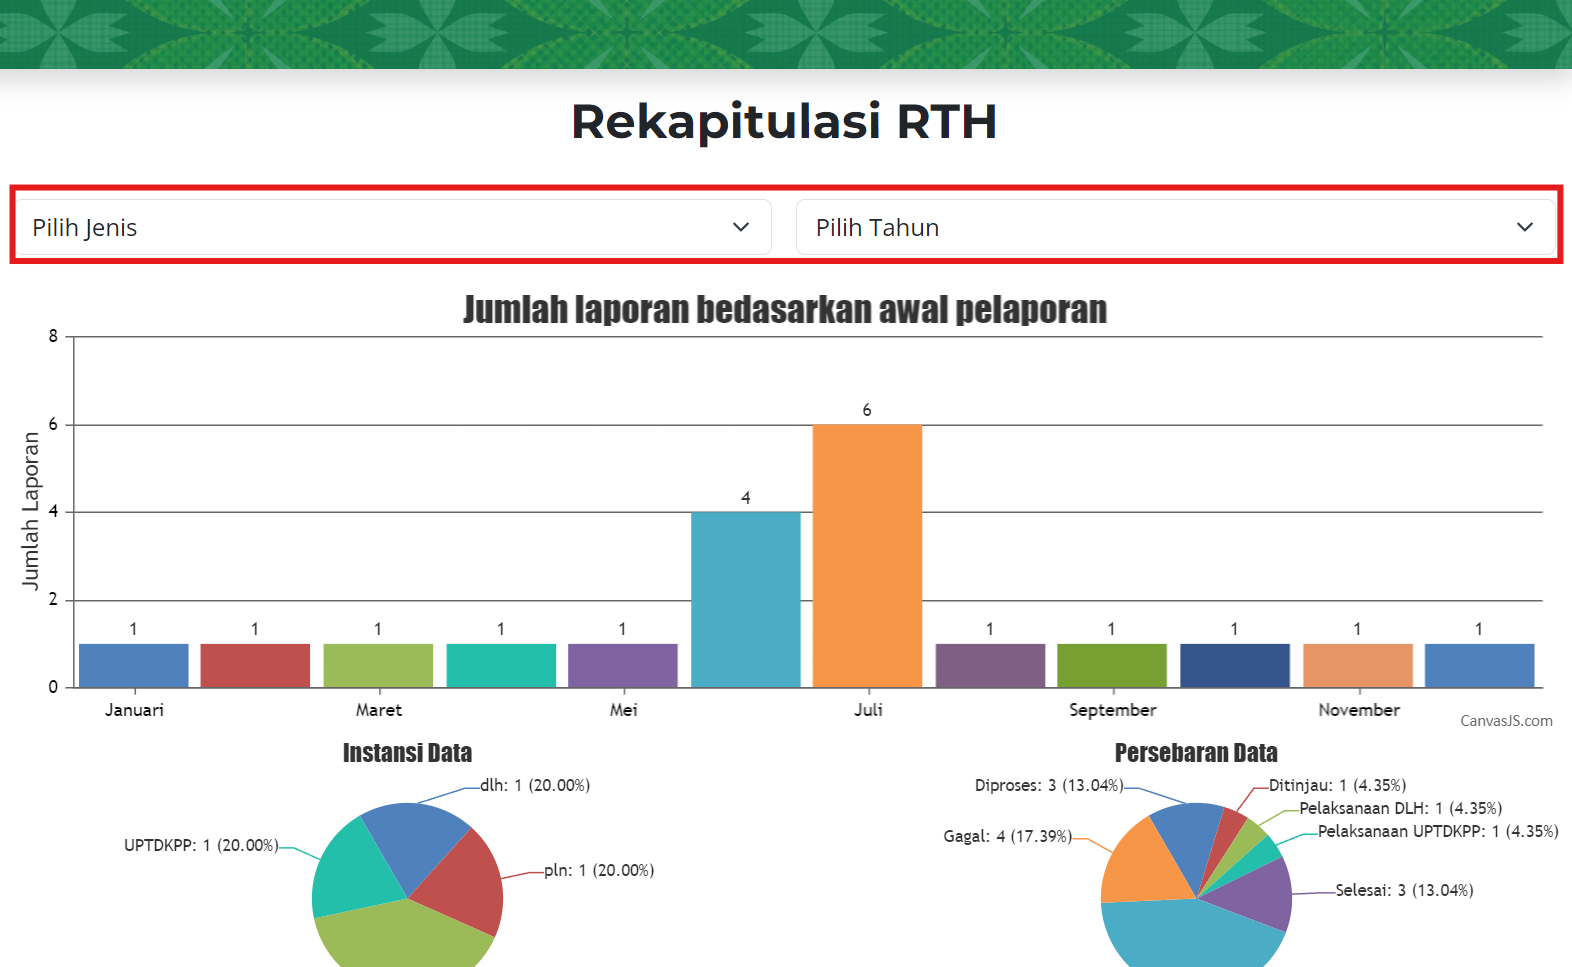 Rekapitulasi RTH
Pilih Jenis
Pilih Tahun
Jumlah laporan bedasarkan awal pelaporan
Jumlah Laporan
8
6
4
2
0
1
1
1
1
1
4
6
1
1
1
1
1
Januari
Maret
Mei
Juli
September
November
CanvasJS.com
Instansi Data
dlh: 1 (20.00%)
UPTDKPP: 1 (20.00%)
pln: 1 (20.00%)
Persebaran Data
Diproses: 3 (13.04%)
Ditinjau: 1 (4.35%)
Pelaksanaan DLH: 1 (4.35%)
Pelaksanaan UPTDKPP: 1 (4.35%)
Gagal: 4 (17.39%)
Selesai: 3 (13.04%)